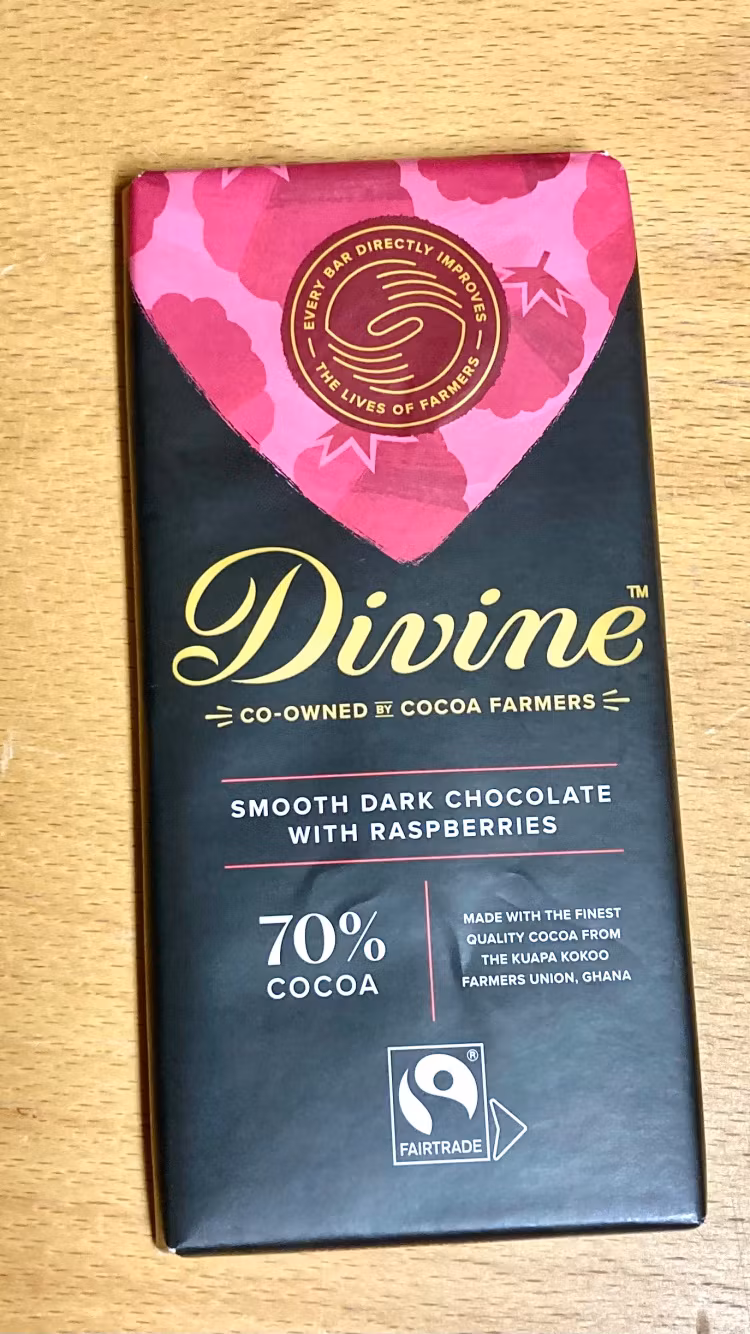 EVERY BAR DIRECTLY IMPROVES
THE LIVES OF FARMERS
Divine™
CO-OWNED BY COCOA FARMERS
SMOOTH DARK CHOCOLATE
WITH RASPBERRIES
70%
COCOA
MADE WITH THE FINEST
QUALITY COCOA FROM
THE KUAPA KOKOO
FARMERS UNION, GHANA
®
FAIRTRADE